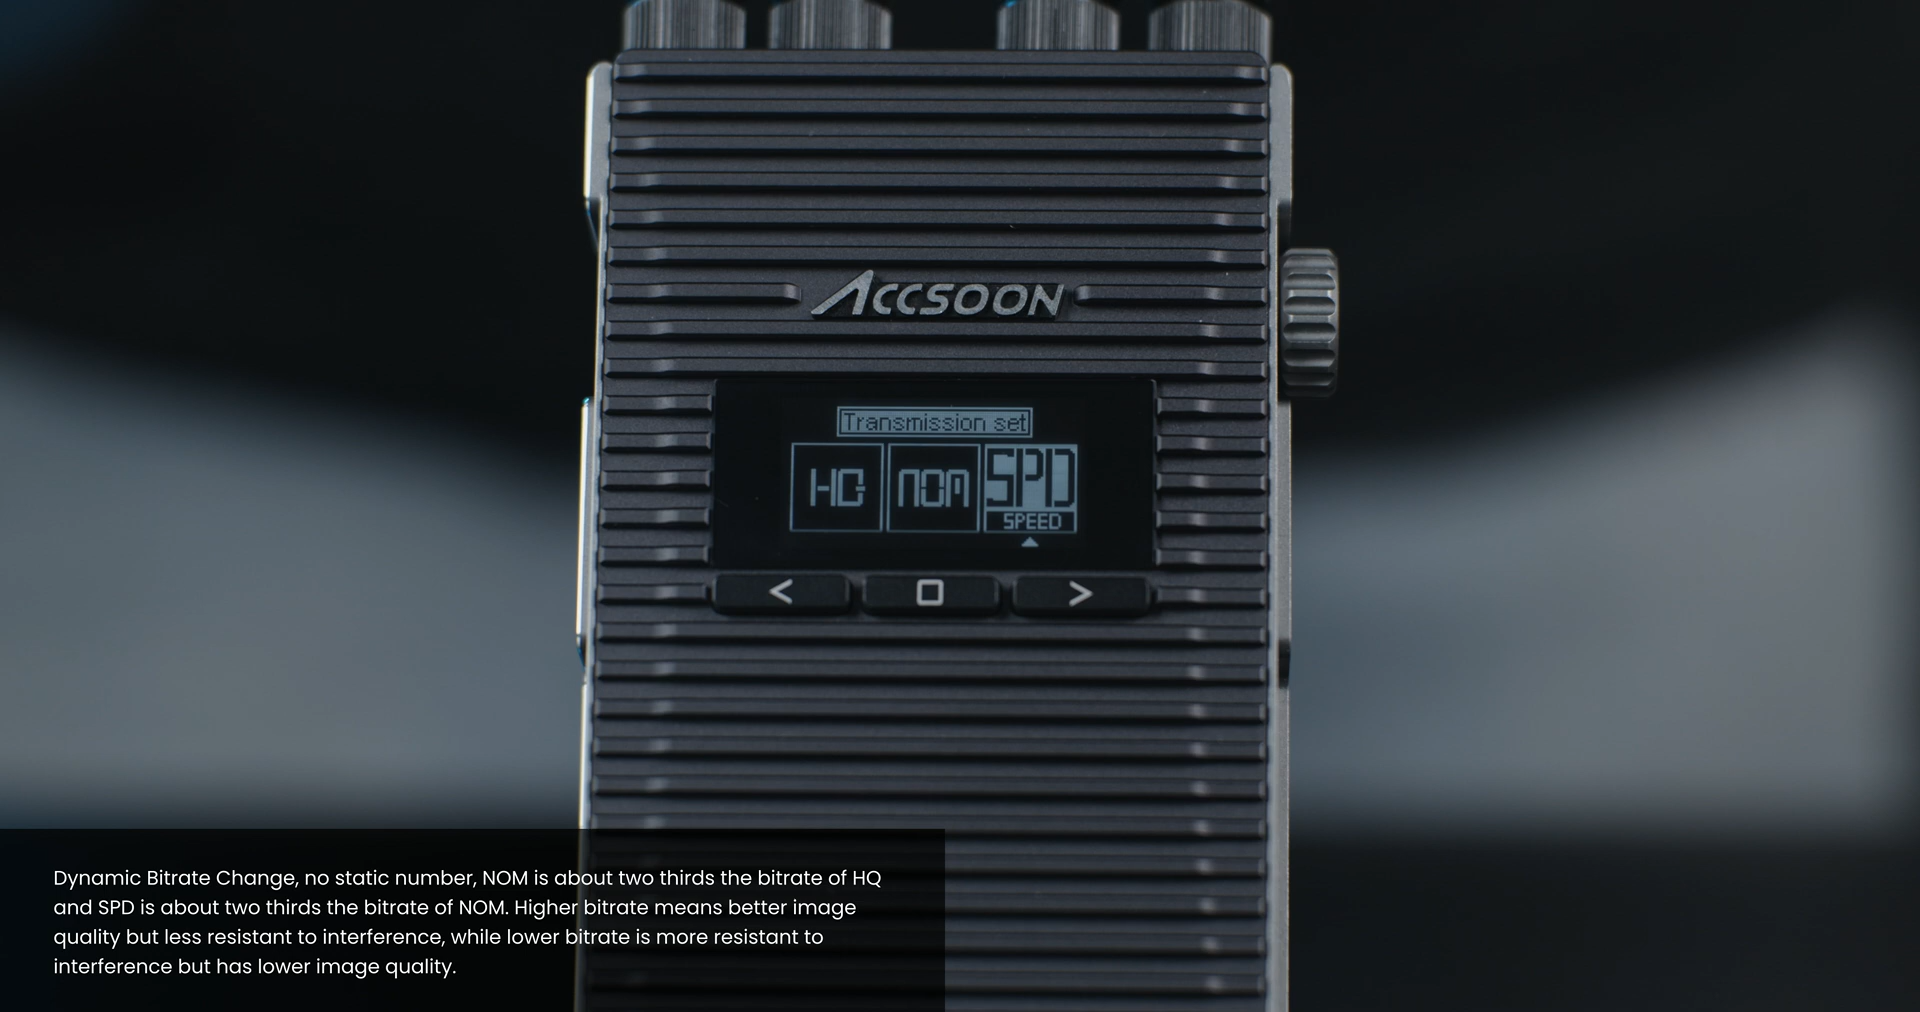 ACCSOON
Transmission set
HQ NOM SPD
SPEED
< >
Dynamic Bitrate Change, no static number, NOM is about two thirds the bitrate of HQ
and SPD is about two thirds the bitrate of NOM. Higher bitrate means better image
quality but less resistant to interference, while lower bitrate is more resistant to
interference but has lower image quality.